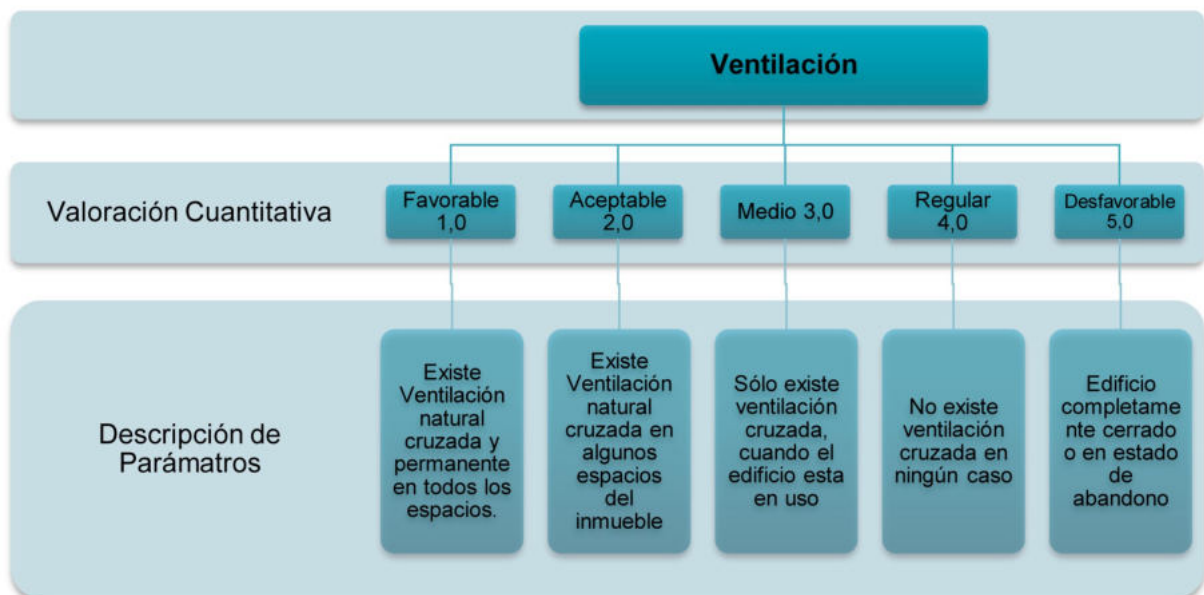 Ventilación
Valoración Cuantitativa
Favorable
1,0
Aceptable
2,0
Medio 3,0
Regular
4,0
Desfavorable
5,0
Descripción de
Parámatros
Existe
Ventilación
natural
cruzada y
permanente
en todos los
espacios.
Existe
Ventilación
natural
cruzada en
algunos
espacios
del
inmueble
Sólo existe
ventilación
cruzada,
cuando el
edificio esta
en uso
No existe
ventilación
cruzada en
ningún caso
Edificio
completame
nte cerrado
o en estado
de
abandono